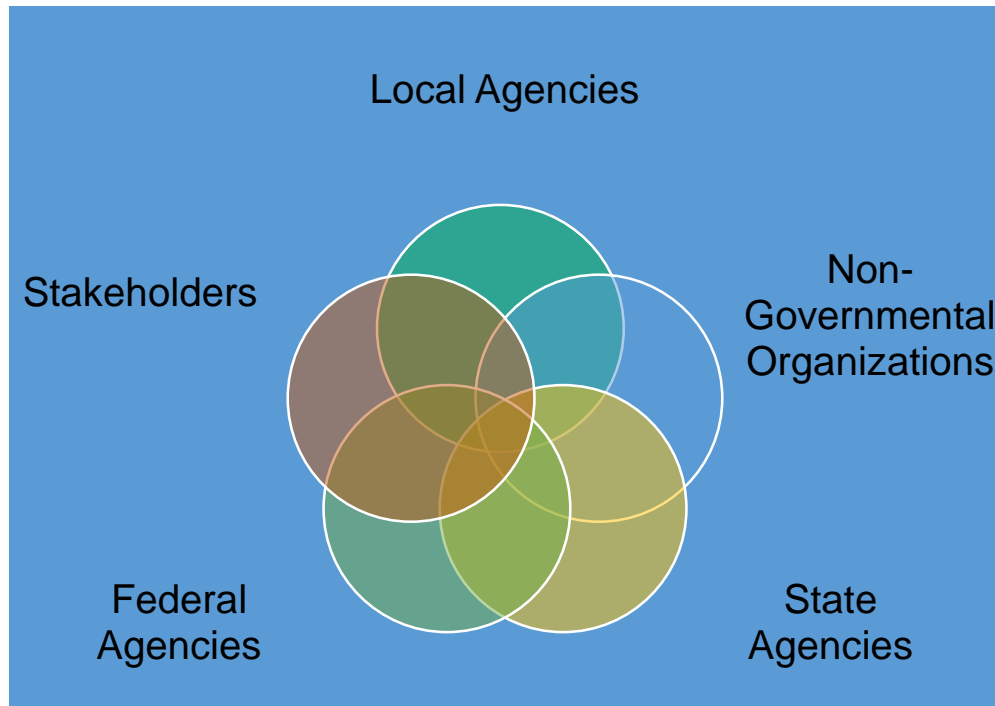 Local Agencies
Stakeholders
Non-
Governmental
Organizations
Federal
Agencies
State
Agencies